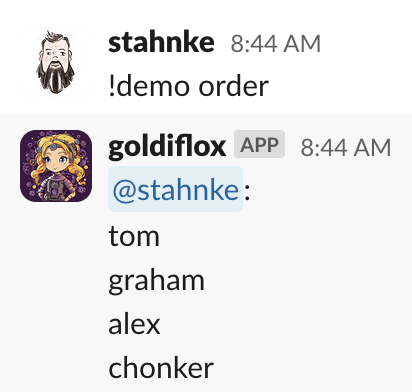 stahnke 8:44 AM
!demo order
goldiflox APP 8:44 AM
@stahnke:
tom
graham
alex
chonker